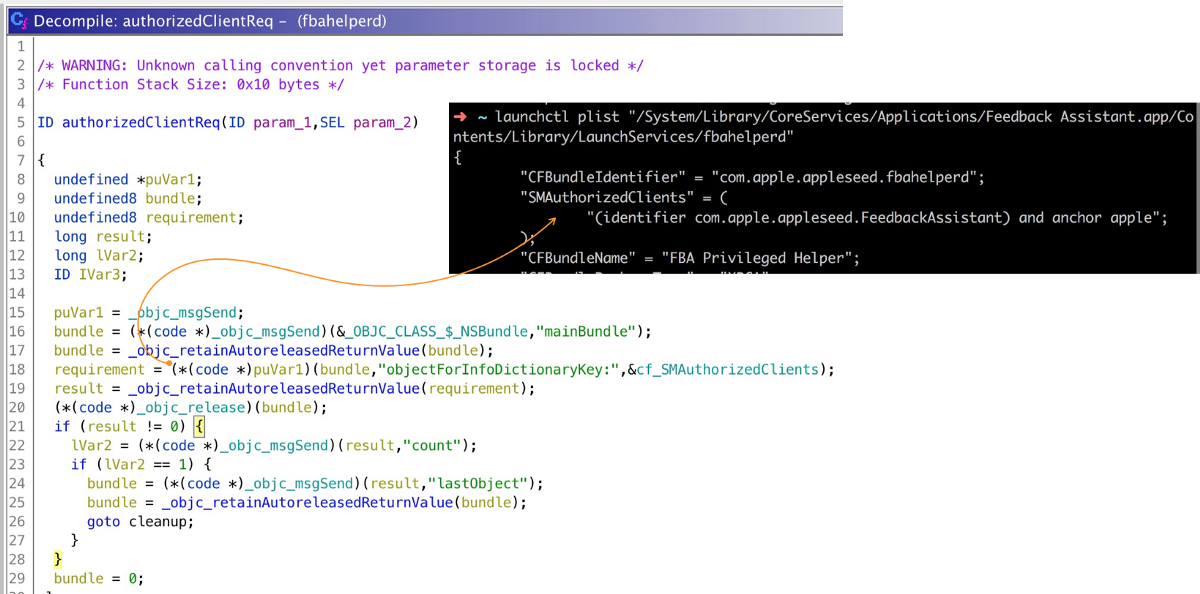 Decompile: authorizedClientReq – (fbahelperd)
1
2 /* WARNING: Unknown calling convention yet parameter storage is locked */
3 /* Function Stack Size: 0x10 bytes */
4
5 ID authorizedClientReq(ID param_1,SEL param_2)
6
7 {
8 undefined *puVar1;
9 undefined8 bundle;
10 undefined8 requirement;
11 long result;
12 long lVar2;
13 ID IVar3;
14
15 puVar1 = _objc_msgSend;
16 bundle = (*(code *)_objc_msgSend)(&_OBJC_CLASS_$_NSBundle,"mainBundle");
17 bundle = _objc_retainAutoreleasedReturnValue(bundle);
18 requirement = (*(code *)puVar1)(bundle,"objectForInfoDictionaryKey:",&cf_SMAuthorizedClients);
19 result = _objc_retainAutoreleasedReturnValue(requirement);
20 (*(code *)_objc_release)(bundle);
21 if (result != 0) {
22 lVar2 = (*(code *)_objc_msgSend)(result,"count");
23 if (lVar2 == 1) {
24 bundle = (*(code *)_objc_msgSend)(result,"lastObject");
25 bundle = _objc_retainAutoreleasedReturnValue(bundle);
26 goto cleanup;
27 }
28 }
29 bundle = 0;
➜ ~ launchctl plist "/System/Library/CoreServices/Applications/Feedback Assistant.app/Co
ntents/Library/LaunchServices/fbahelperd"
{
"CFBundleIdentifier" = "com.apple.appleseed.fbahelperd";
"SMAuthorizedClients" = (
"(identifier com.apple.appleseed.FeedbackAssistant) and anchor apple";
);
"CFBundleName" = "FBA Privileged Helper";